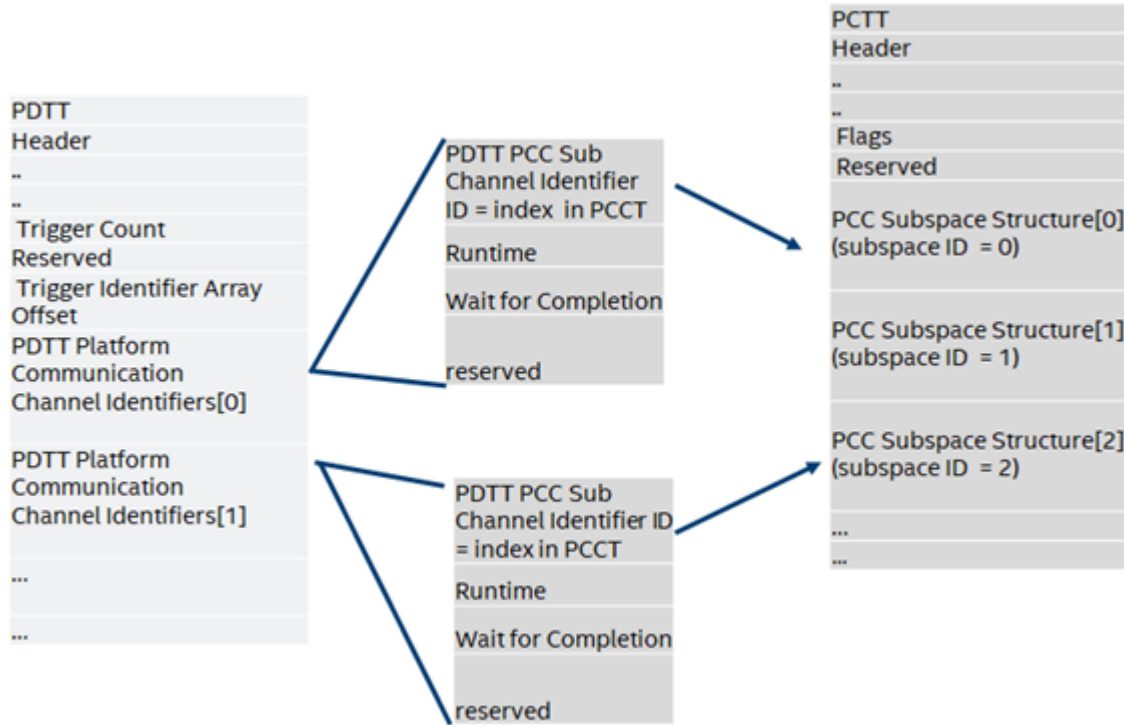 PDTT
Header
..
..
Trigger Count
Reserved
Trigger Identifier Array
Offset
PDTT Platform
Communication
Channel Identifiers[0]
PDTT Platform
Communication
Channel Identifiers[1]
...
...
PDTT PCC Sub
Channel Identifier
ID = index in PCCT
Runtime
Wait for Completion
reserved
PDTT PCC Sub
Channel Identifier ID
= index in PCCT
Runtime
Wait for Completion
reserved
PCTT
Header
..
..
Flags
Reserved
PCC Subspace Structure[0]
(subspace ID = 0)
PCC Subspace Structure[1]
(subspace ID = 1)
PCC Subspace Structure[2]
(subspace ID = 2)
...
...